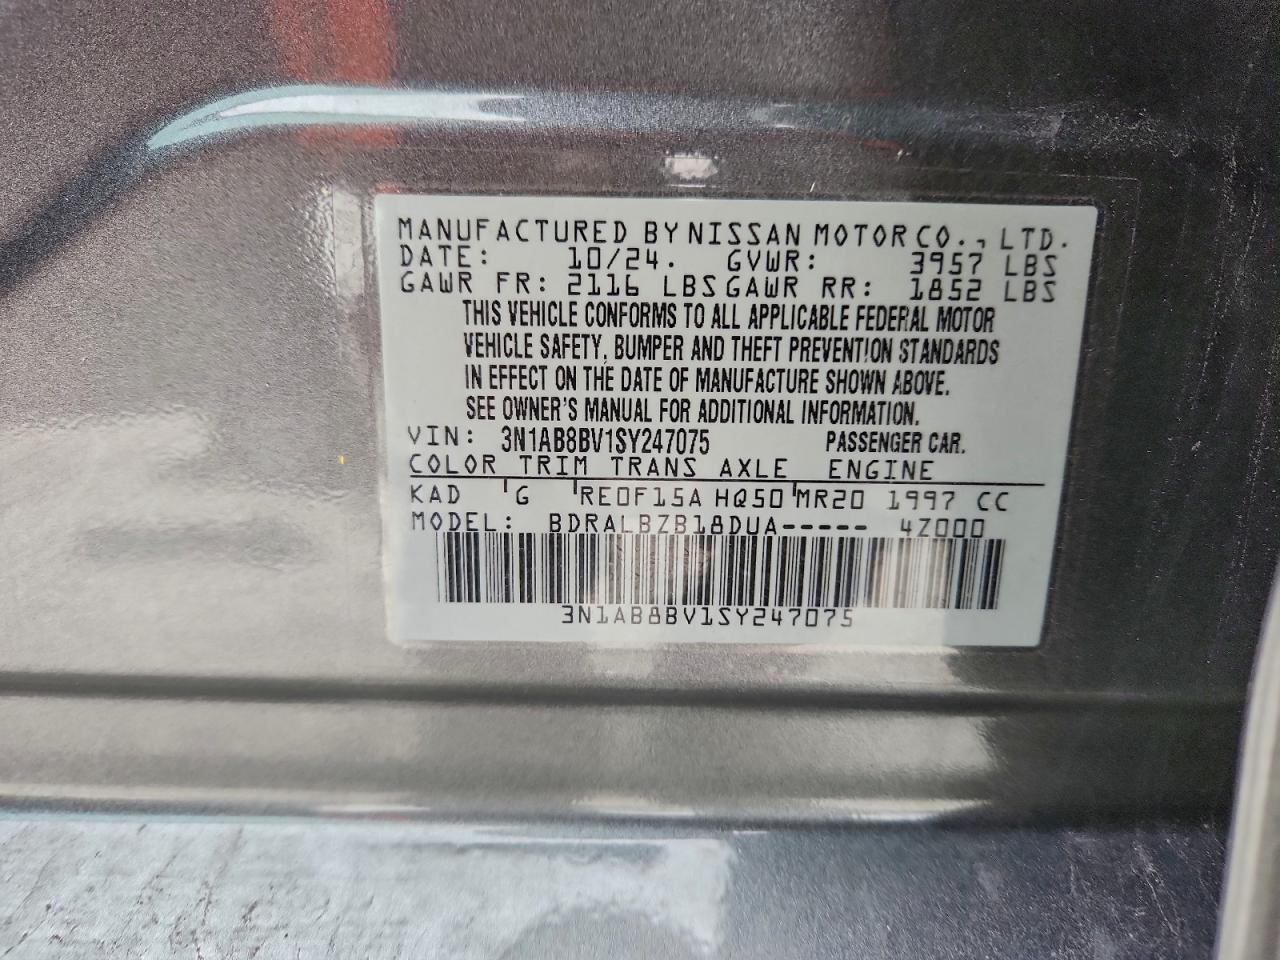 MANUFACTURED BY NISSAN MOTOR CO., LTD.
DATE: 10/24. GVWR: 3957 LBS
GAWR FR: 2116 LBS GAWR RR: 1852 LBS
THIS VEHICLE CONFORMS TO ALL APPLICABLE FEDERAL MOTOR
VEHICLE SAFETY, BUMPER AND THEFT PREVENTION STANDARDS
IN EFFECT ON THE DATE OF MANUFACTURE SHOWN ABOVE.
SEE OWNER'S MANUAL FOR ADDITIONAL INFORMATION.
VIN: 3N1AB8BV1SY247075 PASSENGER CAR.
COLOR TRIM TRANS AXLE ENGINE
KAD G RE0F15A HQ50 MR20 1997 CC
MODEL: BDRALBZB18DUA----- 4Z000
3N1AB8BV1SY247075